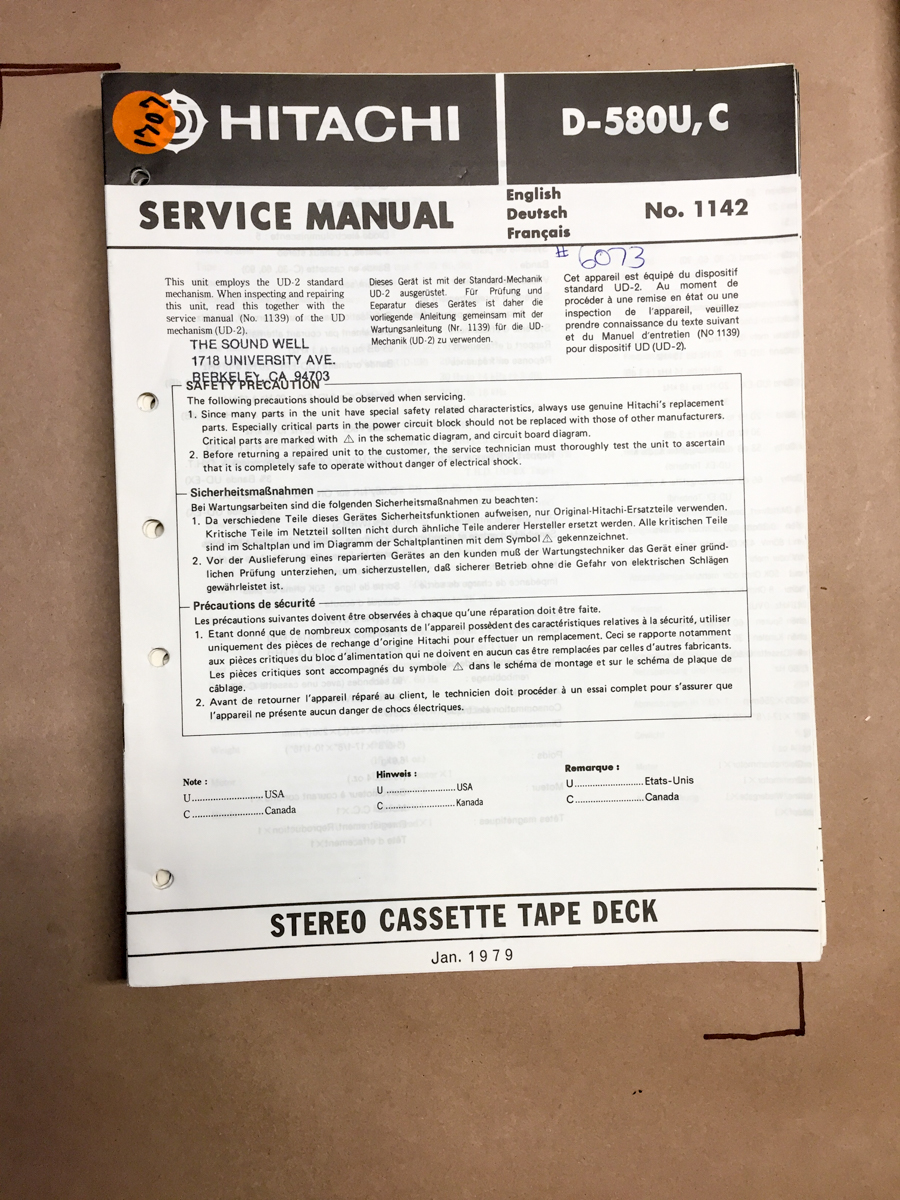 1707
HITACHI
D-580U, C
SERVICE MANUAL
English
Deutsch
Français
No. 1142
# 6073
This unit employs the UD-2 standard
mechanism. When inspecting and repairing
this unit, read this together with the
service manual (No. 1139) of the UD
mechanism (UD-2).
Dieses Gerät ist mit der Standard-Mechanik
UD-2 ausgerüstet. Für Prüfung und
Eeparatur dieses Gerätes ist daher die
vorliegende Anleitung gemeinsam mit der
Wartungsanleitung (Nr. 1139) für die UD-
Mechanik (UD-2) zu verwenden.
Cet appareil est équipé du dispositif
standard UD-2. Au moment de
procéder à une remise en état ou une
inspection de l'appareil, veuillez
prendre connaissance du texte suivant
et du Manuel d'entretien (Nº 1139)
pour dispositif UD (UD-2).
THE SOUND WELL
1718 UNIVERSITY AVE.
BERKELEY, CA 94703
SAFETY PRECAUTION
The following precautions should be observed when servicing.
1. Since many parts in the unit have special safety related characteristics, always use genuine Hitachi's replacement
parts. Especially critical parts in the power circuit block should not be replaced with those of other manufacturers.
Critical parts are marked with ⚠ in the schematic diagram, and circuit board diagram.
2. Before returning a repaired unit to the customer, the service technician must thoroughly test the unit to ascertain
that it is completely safe to operate without danger of electrical shock.
Sicherheitsmaßnahmen
Bei Wartungsarbeiten sind die folgenden Sicherheitsmaßnahmen zu beachten:
1. Da verschiedene Teile dieses Gerätes Sicherheitsfunktionen aufweisen, nur Original-Hitachi-Ersatzteile verwenden.
Kritische Teile im Netzteil sollten nicht durch ähnliche Teile anderer Hersteller ersetzt werden. Alle kritischen Teile
sind im Schaltplan und im Diagramm der Schaltplantinen mit dem Symbol ⚠ gekennzeichnet.
2. Vor der Auslieferung eines reparierten Gerätes an den kunden muß der Wartungstechniker das Gerät einer gründ-
lichen Prüfung unterziehen, um sicherzustellen, daß sicherer Betrieb ohne die Gefahr von elektrischen Schlägen
gewährleistet ist.
Précautions de sécurité
Les précautions suivantes doivent être observées à chaque qu'une réparation doit être faite.
1. Etant donné que de nombreux composants de l'appareil possèdent des caractéristiques relatives à la sécurité, utiliser
uniquement des pièces de rechange d'origine Hitachi pour effectuer un remplacement. Ceci se rapporte notamment
aux pièces critiques du bloc d'alimentation qui ne doivent en aucun cas être remplacées par celles d'autres fabricants.
Les pièces critiques sont accompagnés du symbole ⚠ dans le schéma de montage et sur le schéma de plaque de
câblage.
2. Avant de retourner l'appareil réparé au client, le technicien doit procéder à un essai complet pour s'assurer que
l'appareil ne présente aucun danger de chocs électriques.
Note :
U..........................USA
C..........................Canada
Hinweis :
U .........................USA
C .........................Kanada
Remarque :
U.........................Etats-Unis
C.........................Canada
STEREO CASSETTE TAPE DECK
Jan. 1979